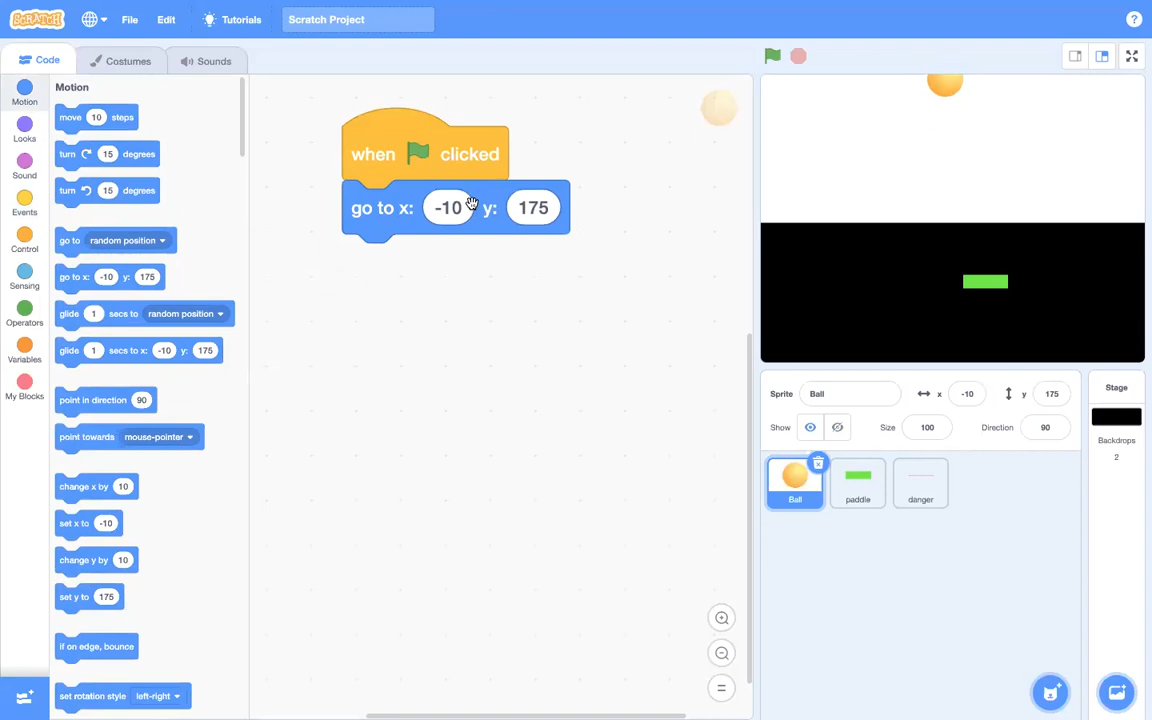 SCRATCH File Edit Tutorials Scratch Project ?
Code Costumes Sounds
Motion
Looks
Sound
Events
Control
Sensing
Operators
Variables
My Blocks
Motion
move 10 steps
turn 15 degrees
turn 15 degrees
go to random position
go to x: -10 y: 175
glide 1 secs to random position
glide 1 secs to x: -10 y: 175
point in direction 90
point towards mouse-pointer
change x by 10
set x to -10
change y by 10
set y to 175
if on edge, bounce
set rotation style left-right
when clicked
go to x: -10 y: 175
Sprite Ball x -10 y 175
Show Size 100 Direction 90
Ball paddle danger
Stage
Backdrops
2